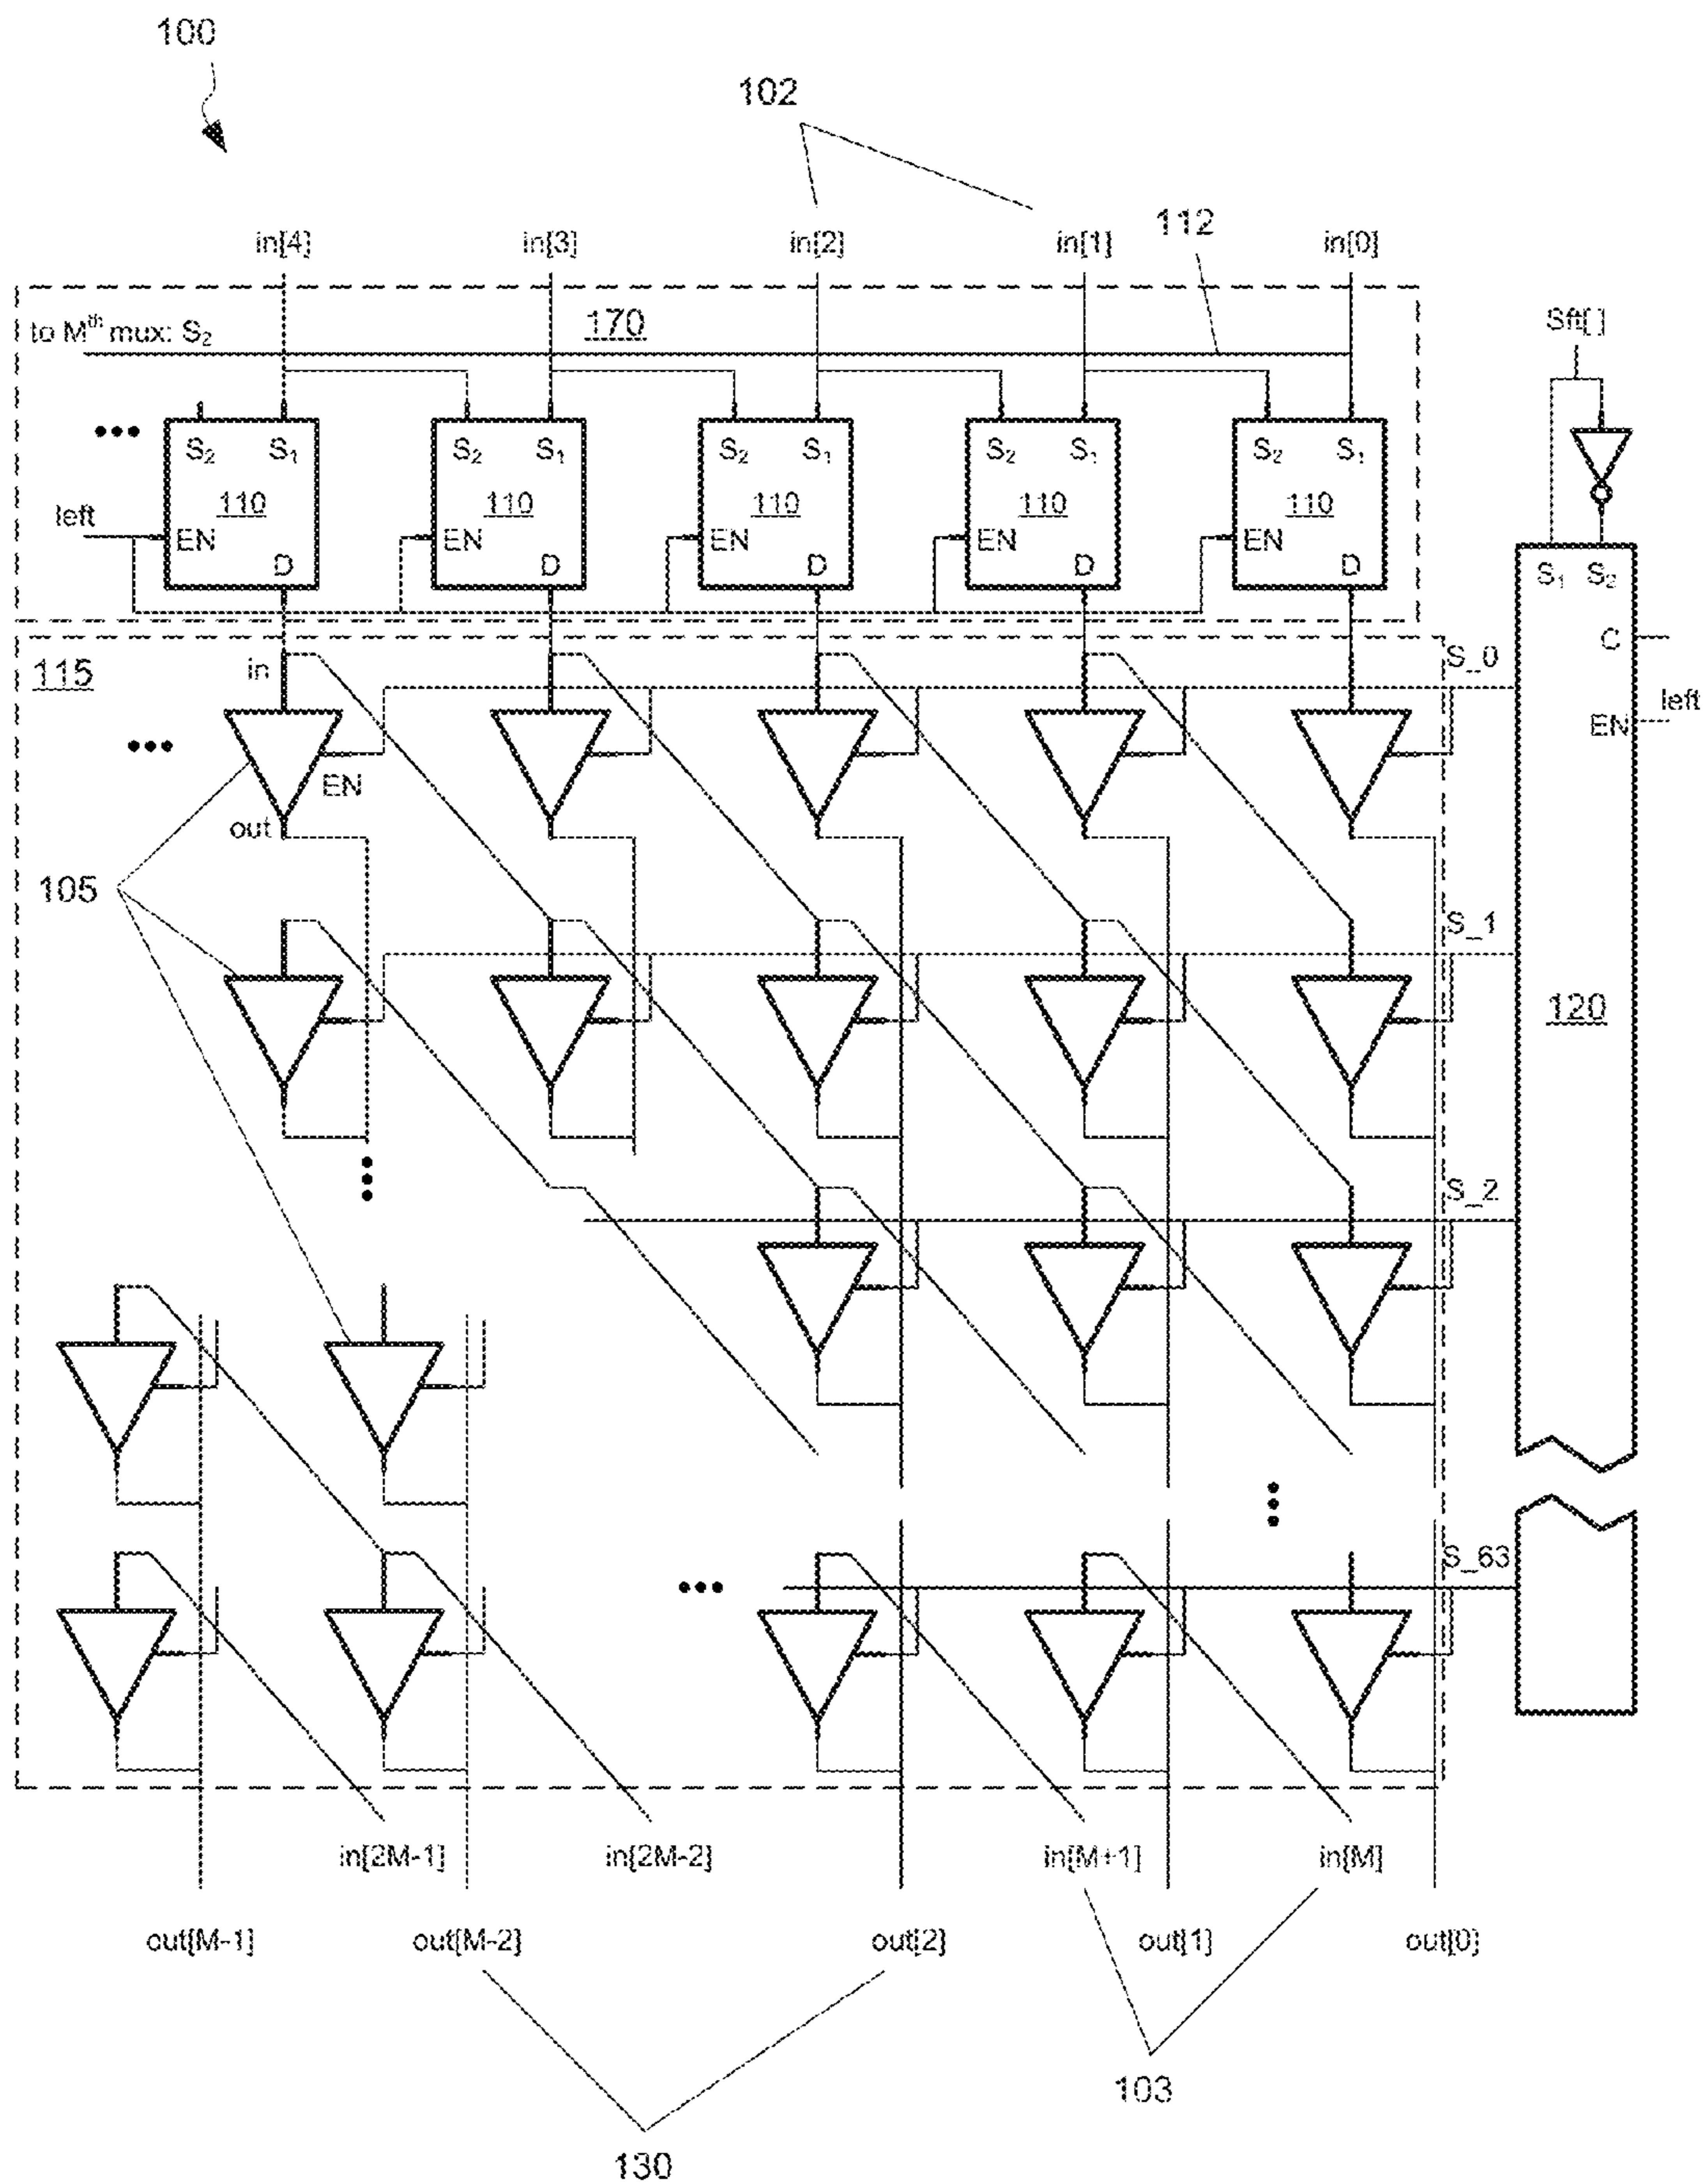 100
102
112
in[4] in[3] in[2] in[1] in[0]
to Mth mux: S2 170
Sft[ ]
S2 S1 S2 S1 S2 S1 S2 S1 S2 S1
110 110 110 110 110
left
EN EN EN EN EN
D D D D D
S1 S2
C
left
EN
115
in
S_0
EN
out
105
S_1
120
S_2
S_63
in[2M-1] in[2M-2] in[M+1] in[M]
out[M-1] out[M-2] out[2] out[1] out[0]
103
130